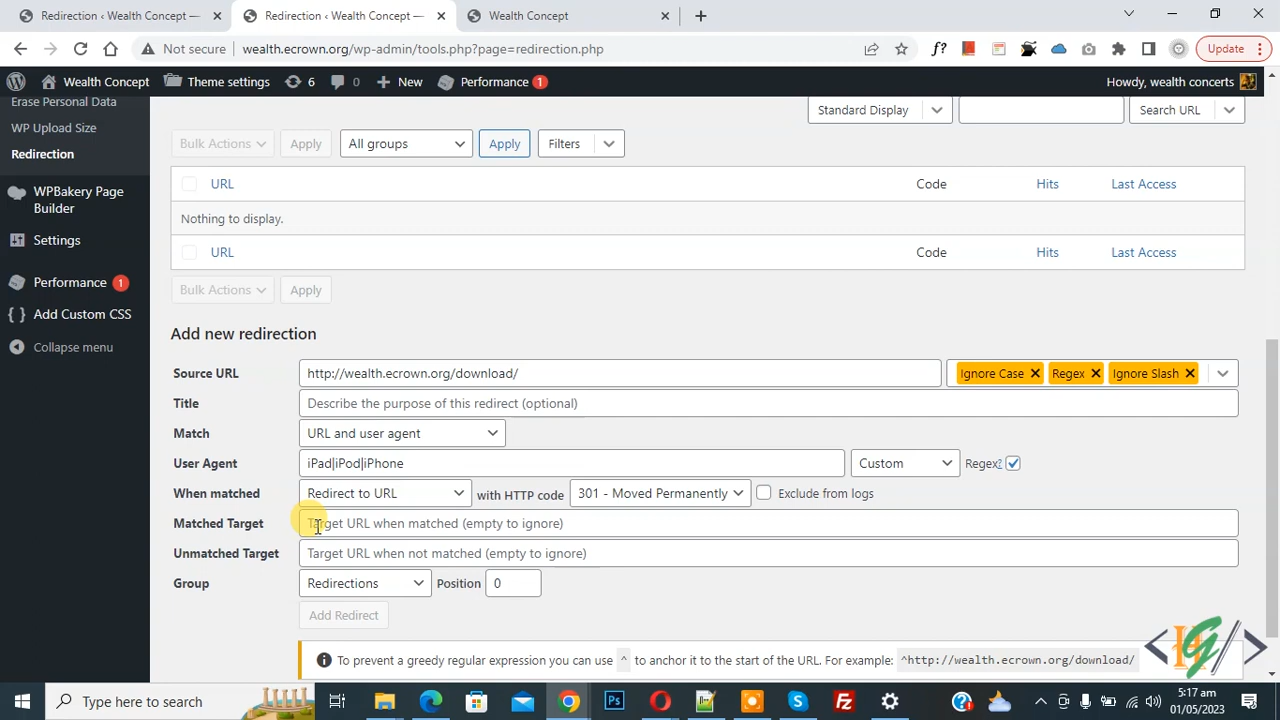 Redirection ‹ Wealth Concept —
Redirection ‹ Wealth Concept —
Wealth Concept
Not secure wealth.ecrown.org/wp-admin/tools.php?page=redirection.php
f? Update
Wealth Concept Theme settings 6 0 New Performance 1 Howdy, wealth concerts
Erase Personal Data
WP Upload Size
Redirection
WPBakery Page
Builder
Settings
Performance 1
Add Custom CSS
Collapse menu
Standard Display Search URL
Bulk Actions Apply All groups Apply Filters
URL Code Hits Last Access
Nothing to display.
URL Code Hits Last Access
Bulk Actions Apply
Add new redirection
Source URL http://wealth.ecrown.org/download/ Ignore Case Regex Ignore Slash
Title Describe the purpose of this redirect (optional)
Match URL and user agent
User Agent iPad|iPod|iPhone Custom Regex?
When matched Redirect to URL with HTTP code 301 - Moved Permanently Exclude from logs
Matched Target Target URL when matched (empty to ignore)
Unmatched Target Target URL when not matched (empty to ignore)
Group Redirections Position 0
Add Redirect
To prevent a greedy regular expression you can use ^ to anchor it to the start of the URL. For example: ^http://wealth.ecrown.org/download/
HG
Type here to search
Ps
5:17 am
01/05/2023